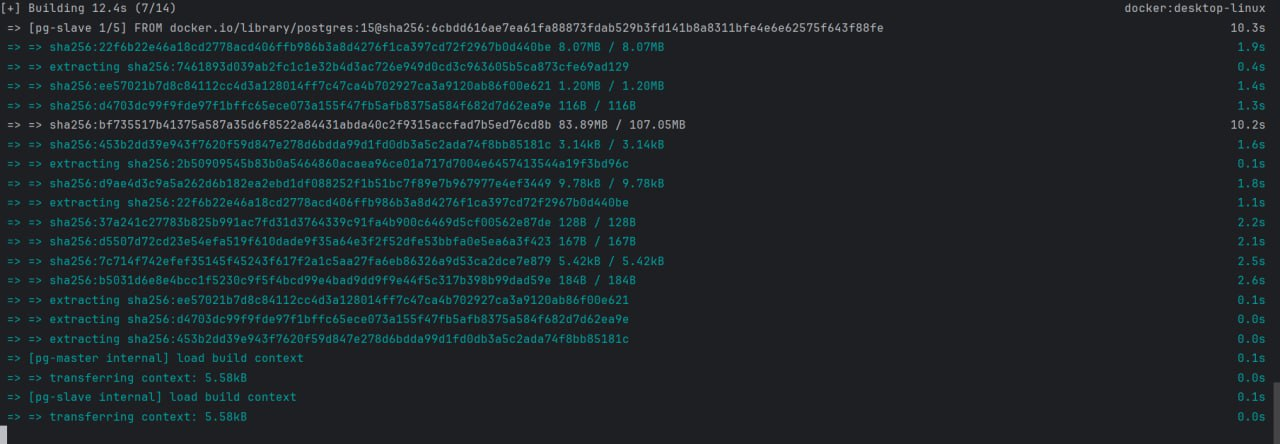 [+] Building 12.4s (7/14) docker:desktop-linux
=> [pg-slave 1/5] FROM docker.io/library/postgres:15@sha256:6cbdd616ae7ea61fa88873fdab529b3fd141b8a8311bfe4e6e62575f643f88fe 10.3s
=> => sha256:22f6b22e46a18cd2778acd406ffb986b3a8d4276f1ca397cd72f2967b0d440be 8.07MB / 8.07MB 1.9s
=> => extracting sha256:7461893d039ab2fc1c1e32b4d3ac726e949d0cd3c963605b5ca873cfe69ad129 0.4s
=> => sha256:ee57021b7d8c84112cc4d3a128014ff7c47ca4b702927ca3a9120ab86f00e621 1.20MB / 1.20MB 1.4s
=> => sha256:d4703dc99f9fde97f1bffc65ece073a155f47fb5afb8375a584f682d7d62ea9e 116B / 116B 1.3s
=> => sha256:bf735517b41375a587a35d6f8522a84431abda40c2f9315accfad7b5ed76cd8b 83.89MB / 107.05MB 10.2s
=> => sha256:453b2dd39e943f7620f59d847e278d6bdda99d1fd0db3a5c2ada74f8bb85181c 3.14kB / 3.14kB 1.6s
=> => extracting sha256:2b50909545b83b0a5464860acaea96ce01a717d7004e6457413544a19f3bd96c 0.1s
=> => sha256:d9ae4d3c9a5a262d6b182ea2ebd1df088252f1b51bc7f89e7b967977e4ef3449 9.78kB / 9.78kB 1.8s
=> => extracting sha256:22f6b22e46a18cd2778acd406ffb986b3a8d4276f1ca397cd72f2967b0d440be 1.1s
=> => sha256:37a241c27783b825b991ac7fd31d3764339c91fa4b900c6469d5cf00562e87de 128B / 128B 2.2s
=> => sha256:d5507d72cd23e54efa519f610dade9f35a64e3f2f52dfe53bbfa0e5ea6a3f423 167B / 167B 2.1s
=> => sha256:7c714f742efef35145f45243f617f2a1c5aa27fa6eb86326a9d53ca2dce7e879 5.42kB / 5.42kB 2.5s
=> => sha256:b5031d6e8e4bcc1f5230c9f5f4bcd99e4bad9dd9f9e44f5c317b398b99dad59e 184B / 184B 2.6s
=> => extracting sha256:ee57021b7d8c84112cc4d3a128014ff7c47ca4b702927ca3a9120ab86f00e621 0.1s
=> => extracting sha256:d4703dc99f9fde97f1bffc65ece073a155f47fb5afb8375a584f682d7d62ea9e 0.0s
=> => extracting sha256:453b2dd39e943f7620f59d847e278d6bdda99d1fd0db3a5c2ada74f8bb85181c 0.0s
=> [pg-master internal] load build context 0.1s
=> => transferring context: 5.58kB 0.0s
=> [pg-slave internal] load build context 0.1s
=> => transferring context: 5.58kB 0.0s